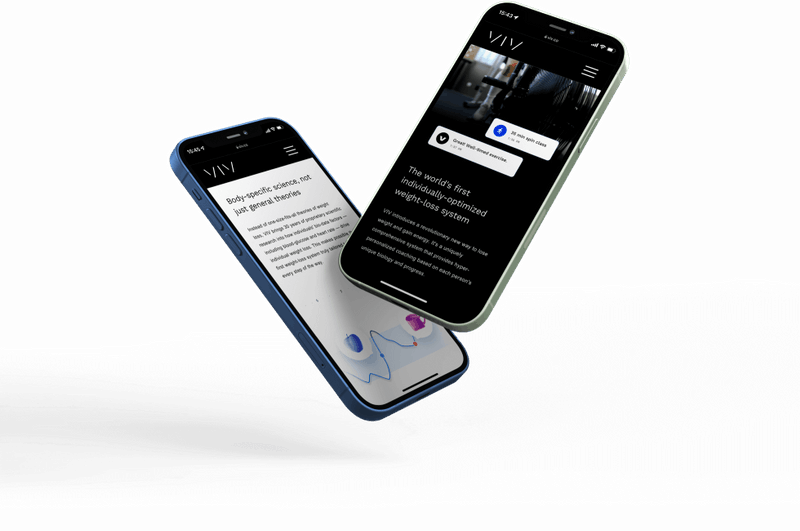 15:45
VIV
Body-specific science, not
just general theories
Instead of one-size-fits-all theories of weight
loss, VIV brings 30 years of proprietary scientific
research into how individuals' bio-data factors —
including blood-glucose and heart rate — drive
individual weight loss. This makes possible
first weight-loss system truly tailored
every step of the way.
15:43
VIV
20 min spin class
Great! Well-timed exercise.
The world's first
individually-optimized
weight-loss system
VIV introduces a revolutionary new way to lose
weight and gain energy. It's a uniquely
comprehensive system that provides hyper-
personalized coaching based on each person's
unique biology and progress.